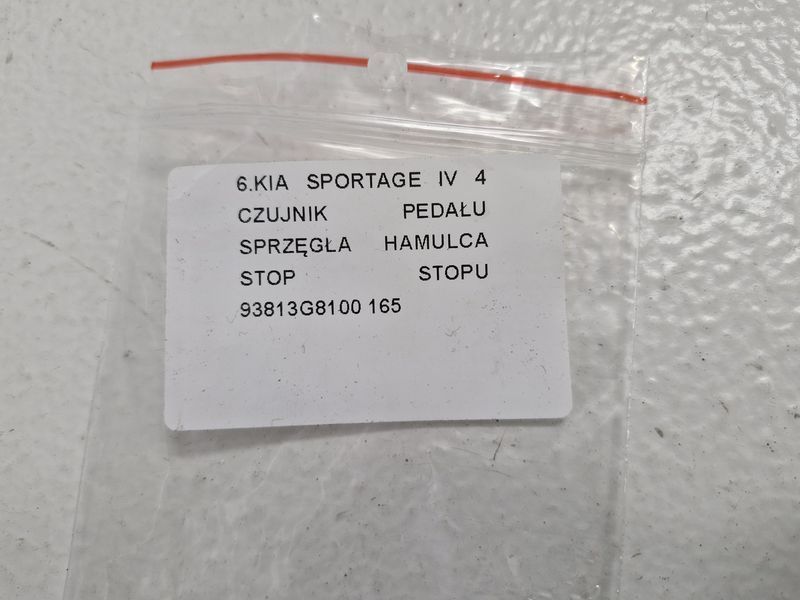 6.KIA SPORTAGE IV 4
CZUJNIK PEDAŁU
SPRZĘGŁA HAMULCA
STOP STOPU
93813G8100 165